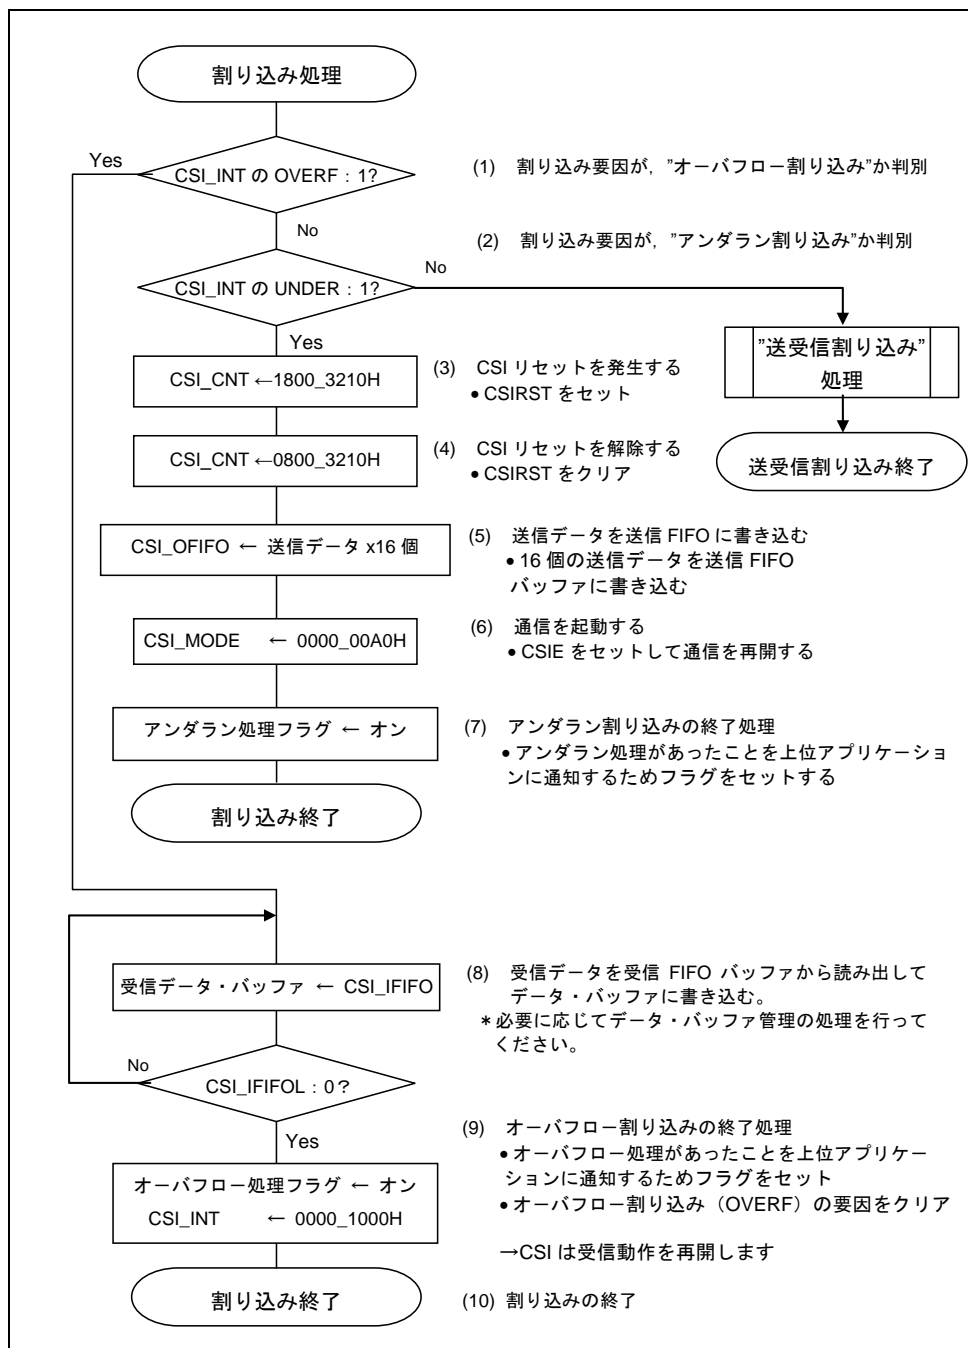 割り込み処理
Yes
CSI_INT の OVERF：1?
(1) 割り込み要因が，”オーバフロー割り込み”か判別
No
(2) 割り込み要因が，”アンダラン割り込み”か判別
No
CSI_INT の UNDER：1?
Yes
”送受信割り込み”
処理
送受信割り込み終了
CSI_CNT ←1800_3210H
(3) CSI リセットを発生する
• CSIRST をセット
CSI_CNT ←0800_3210H
(4) CSI リセットを解除する
• CSIRST をクリア
CSI_OFIFO ← 送信データ x16 個
(5) 送信データを送信 FIFO に書き込む
• 16 個の送信データを送信 FIFO
バッファに書き込む
CSI_MODE ← 0000_00A0H
(6) 通信を起動する
• CSIE をセットして通信を再開する
アンダラン処理フラグ ← オン
(7) アンダラン割り込みの終了処理
• アンダラン処理があったことを上位アプリケーショ
ンに通知するためフラグをセットする
割り込み終了
受信データ・バッファ ← CSI_IFIFO
(8) 受信データを受信 FIFO バッファから読み出して
データ・バッファに書き込む。
＊必要に応じてデータ・バッファ管理の処理を行って
ください。
No
CSI_IFIFOL：0？
Yes
オーバフロー処理フラグ ← オン
CSI_INT ← 0000_1000H
(9) オーバフロー割り込みの終了処理
• オーバフロー処理があったことを上位アプリケー
ションに通知するためフラグをセット
• オーバフロー割り込み（OVERF）の要因をクリア
→CSI は受信動作を再開します
割り込み終了
(10) 割り込みの終了